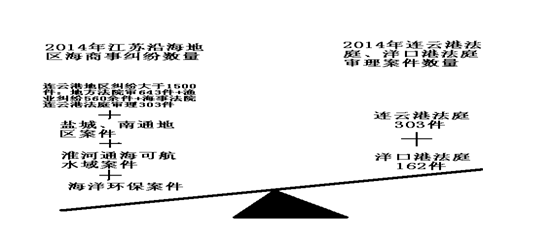 2014年江苏沿海地
区海商事纠纷数量
连云港地区纠纷大于1500
件：地方法院审643件+渔
业纠纷560余件+海事法院
连云港法庭审理303件
+
盐城、南通地
区案件
+
淮河通海可航
水域案件
+
海洋环保案件
2014年连云港法
庭、洋口港法庭
审理案件数量
连云港法庭
303件
+
洋口港法庭
162件